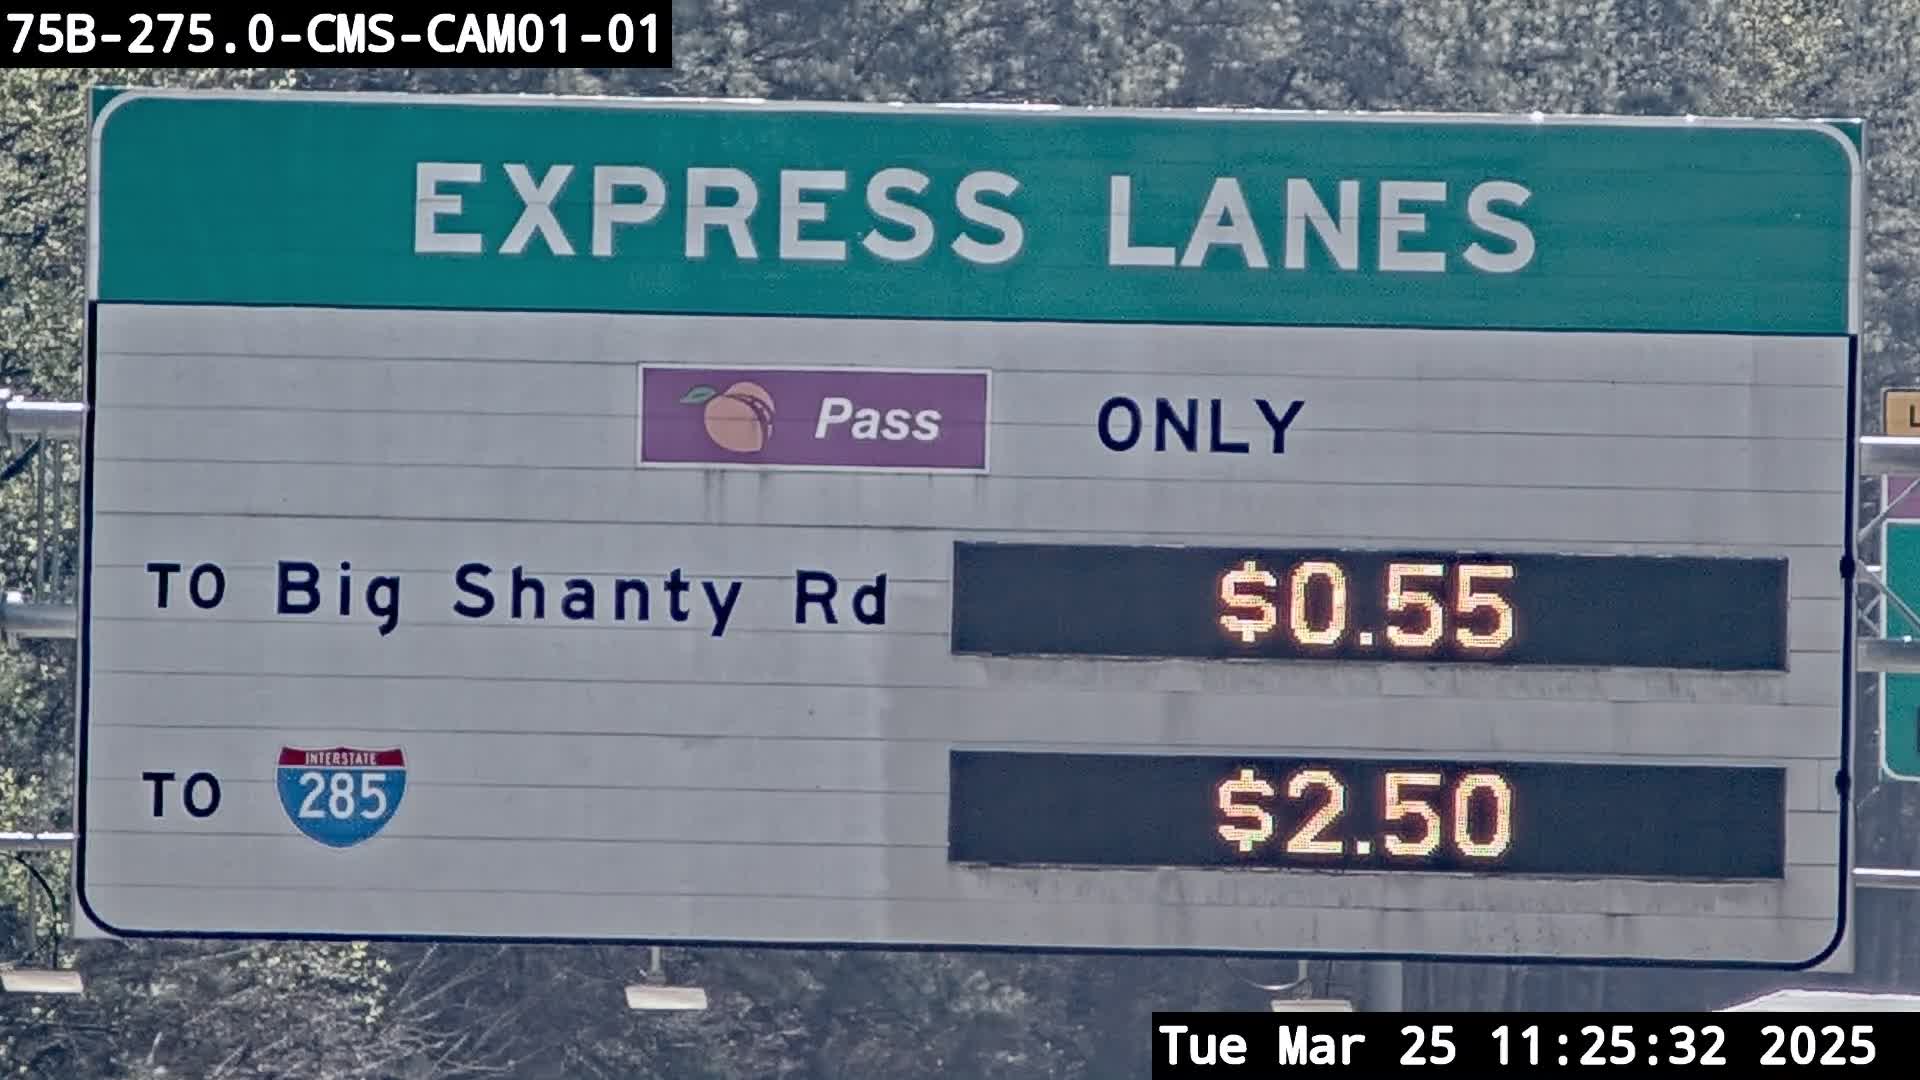 75B-275.0-CMS-CAM01-01
EXPRESS LANES
Pass ONLY
TO Big Shanty Rd $0.55
TO INTERSTATE 285 $2.50
Tue Mar 25 11:25:32 2025